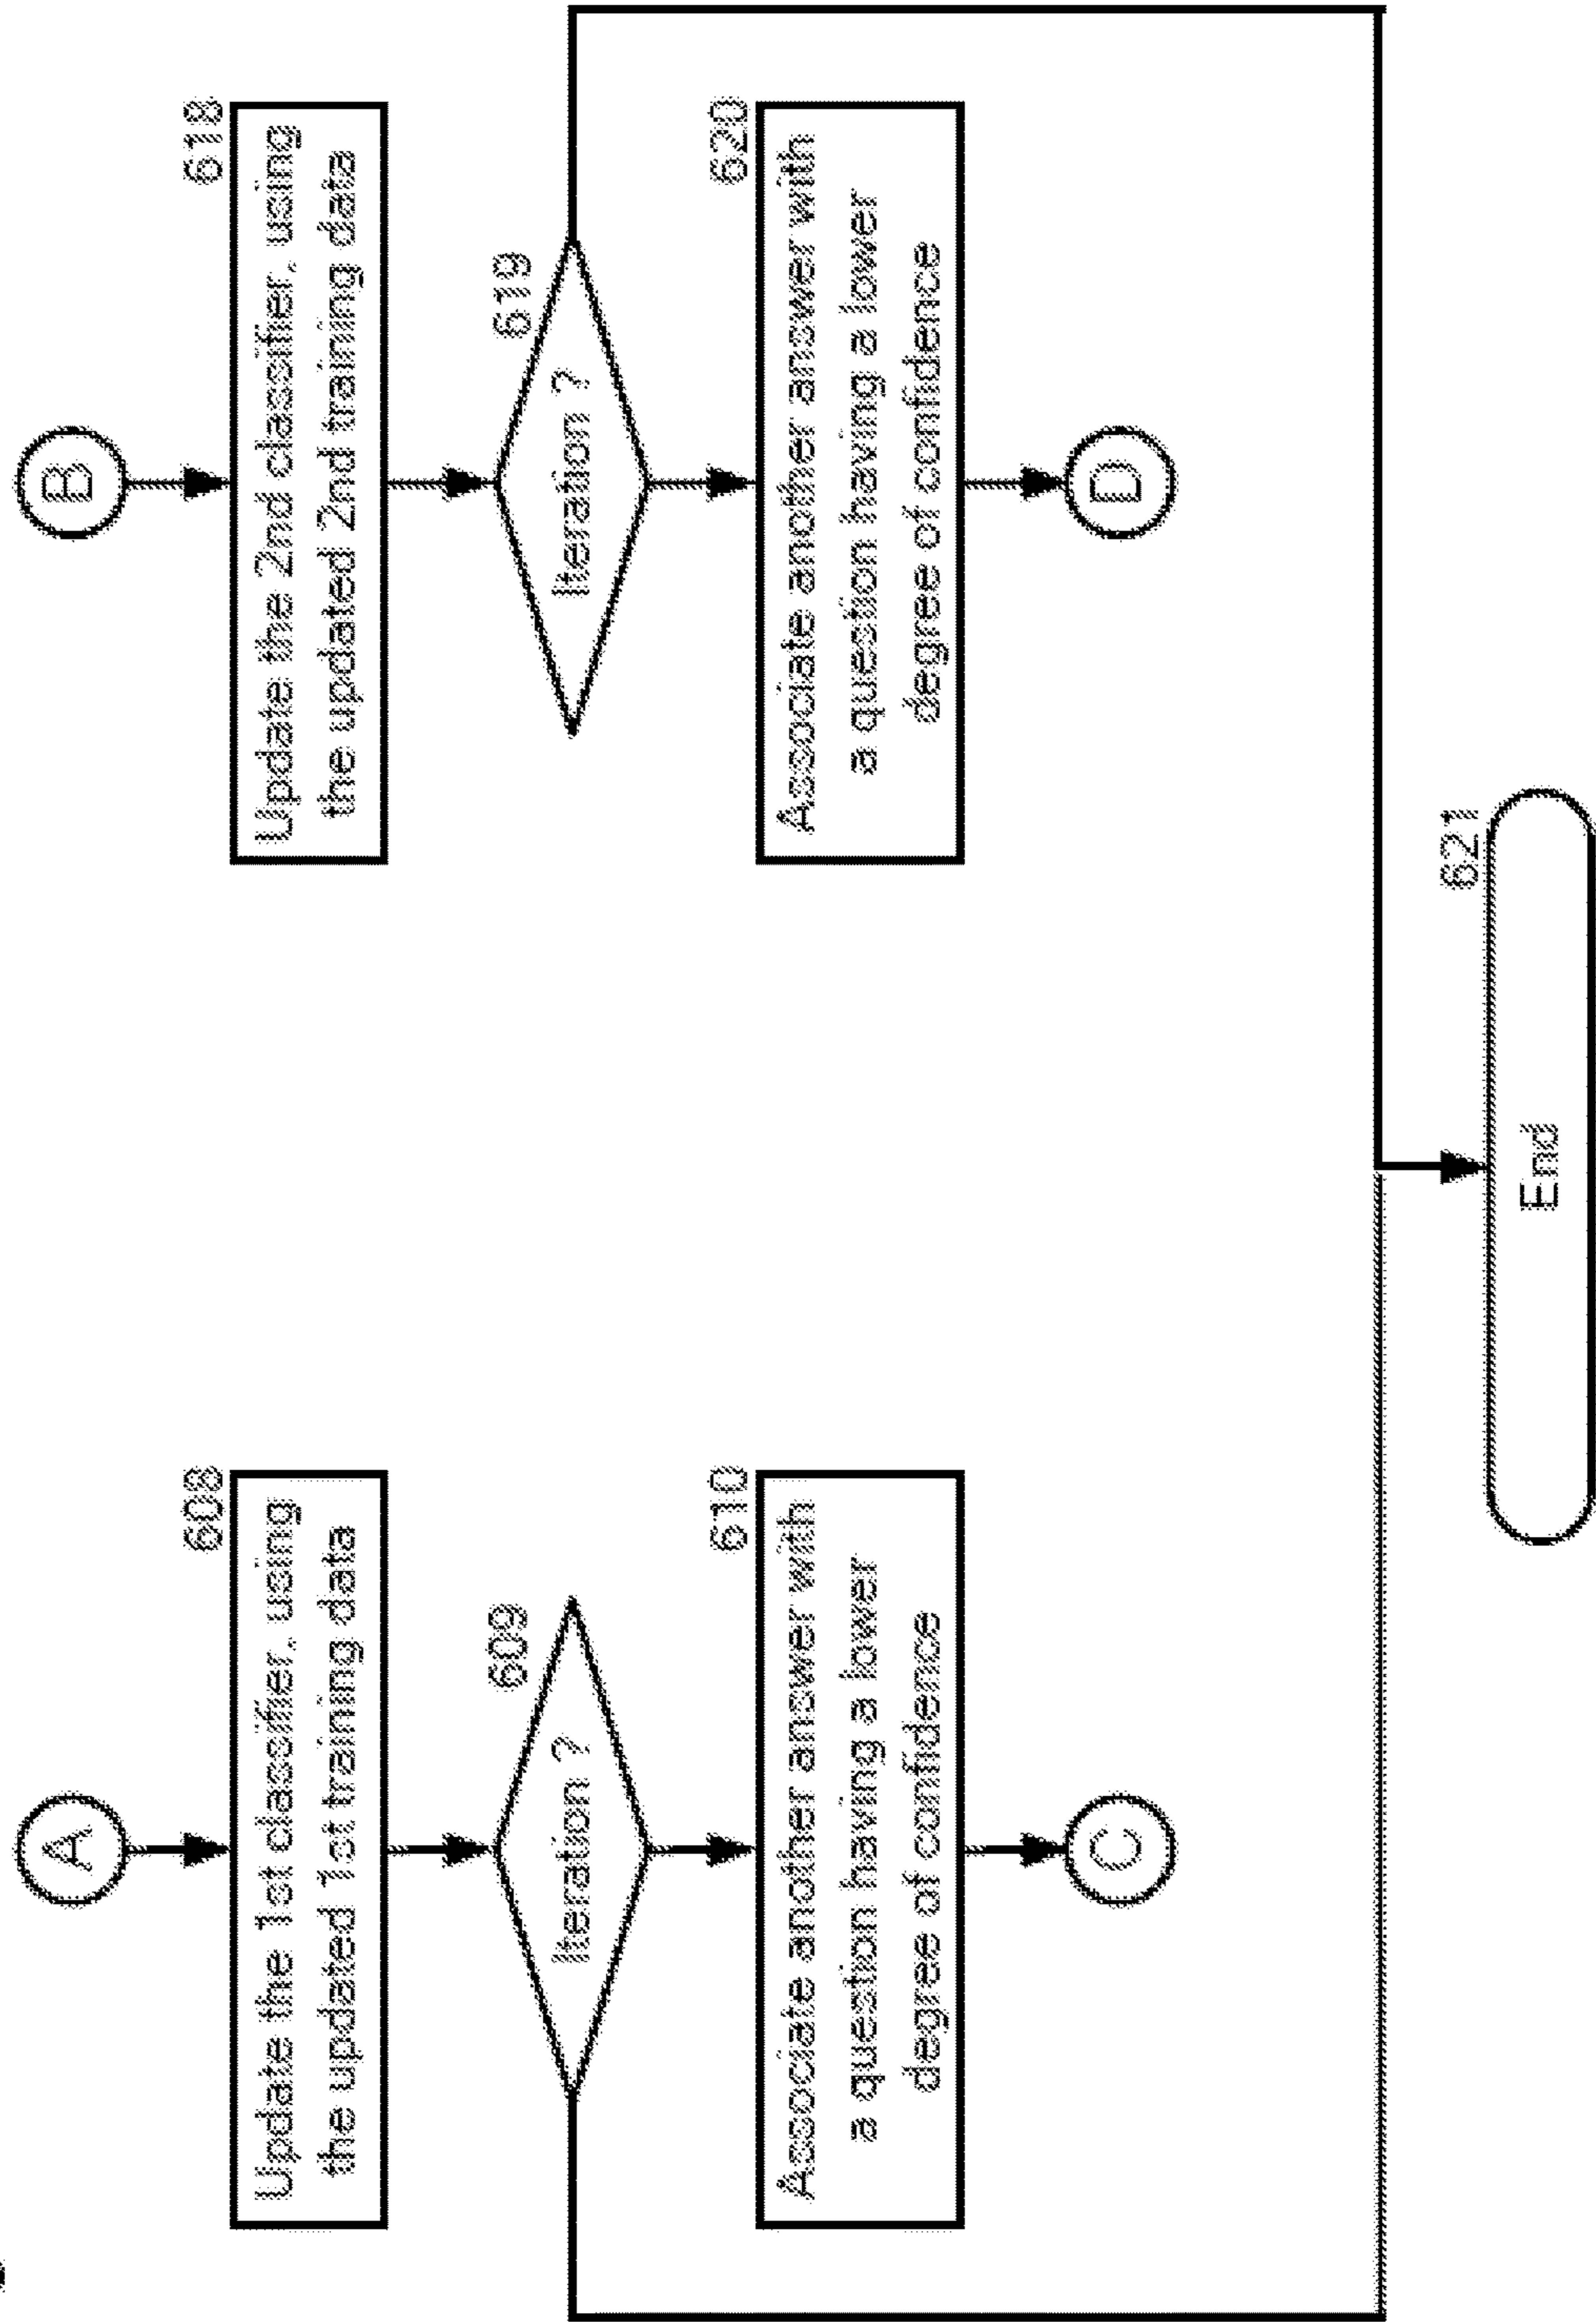 A
608
Update the 1st classifier, using
the updated 1st training data
609
Iteration ?
610
Associate another answer with
a question having a lower
degree of confidence
C
B
618
Update the 2nd classifier, using
the updated 2nd training data
619
Iteration ?
620
Associate another answer with
a question having a lower
degree of confidence
D
621
End